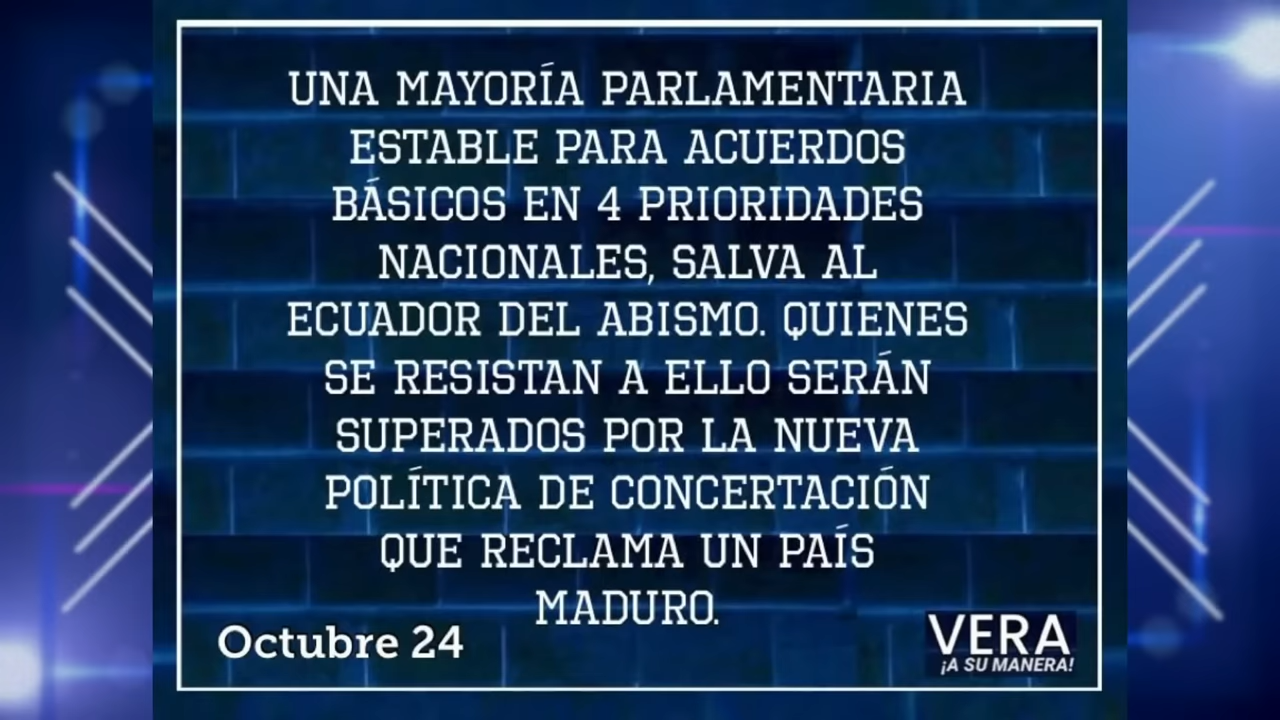 UNA MAYORÍA PARLAMENTARIA
ESTABLE PARA ACUERDOS
BÁSICOS EN 4 PRIORIDADES
NACIONALES, SALVA AL
ECUADOR DEL ABISMO. QUIENES
SE RESISTAN A ELLO SERÁN
SUPERADOS POR LA NUEVA
POLÍTICA DE CONCERTACIÓN
QUE RECLAMA UN PAÍS
MADURO.
Octubre 24
VERA
¡A SU MANERA!